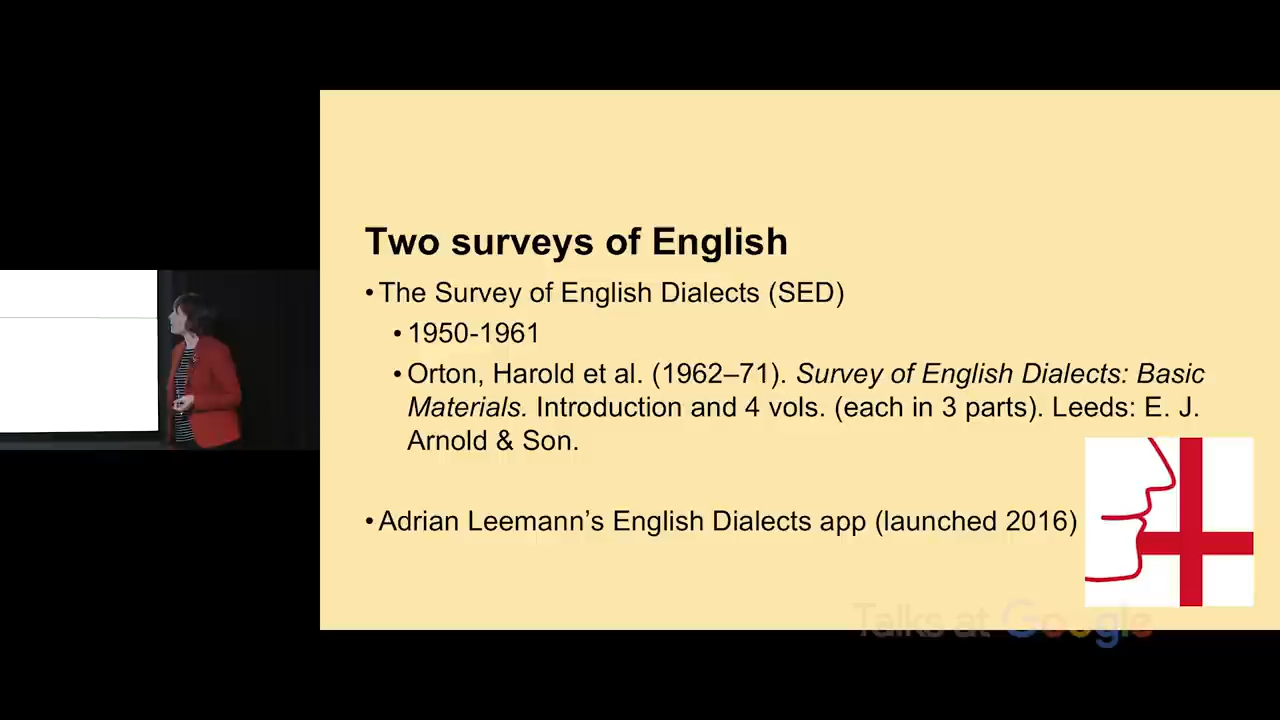 Two surveys of English
• The Survey of English Dialects (SED)
• 1950-1961
• Orton, Harold et al. (1962–71). Survey of English Dialects: Basic
Materials. Introduction and 4 vols. (each in 3 parts). Leeds: E. J.
Arnold & Son.
• Adrian Leemann’s English Dialects app (launched 2016)
Talks at Google